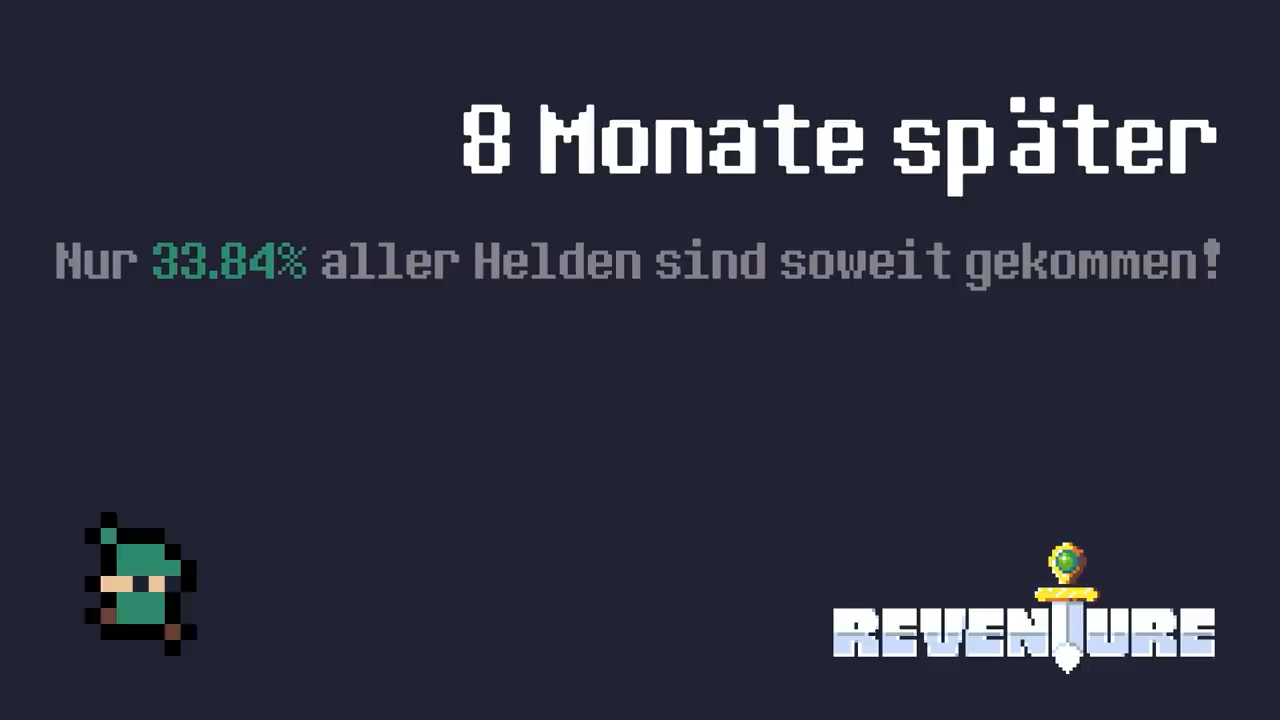 8 Monate später
Nur 33.84% aller Helden sind soweit gekommen!
REVENTURE